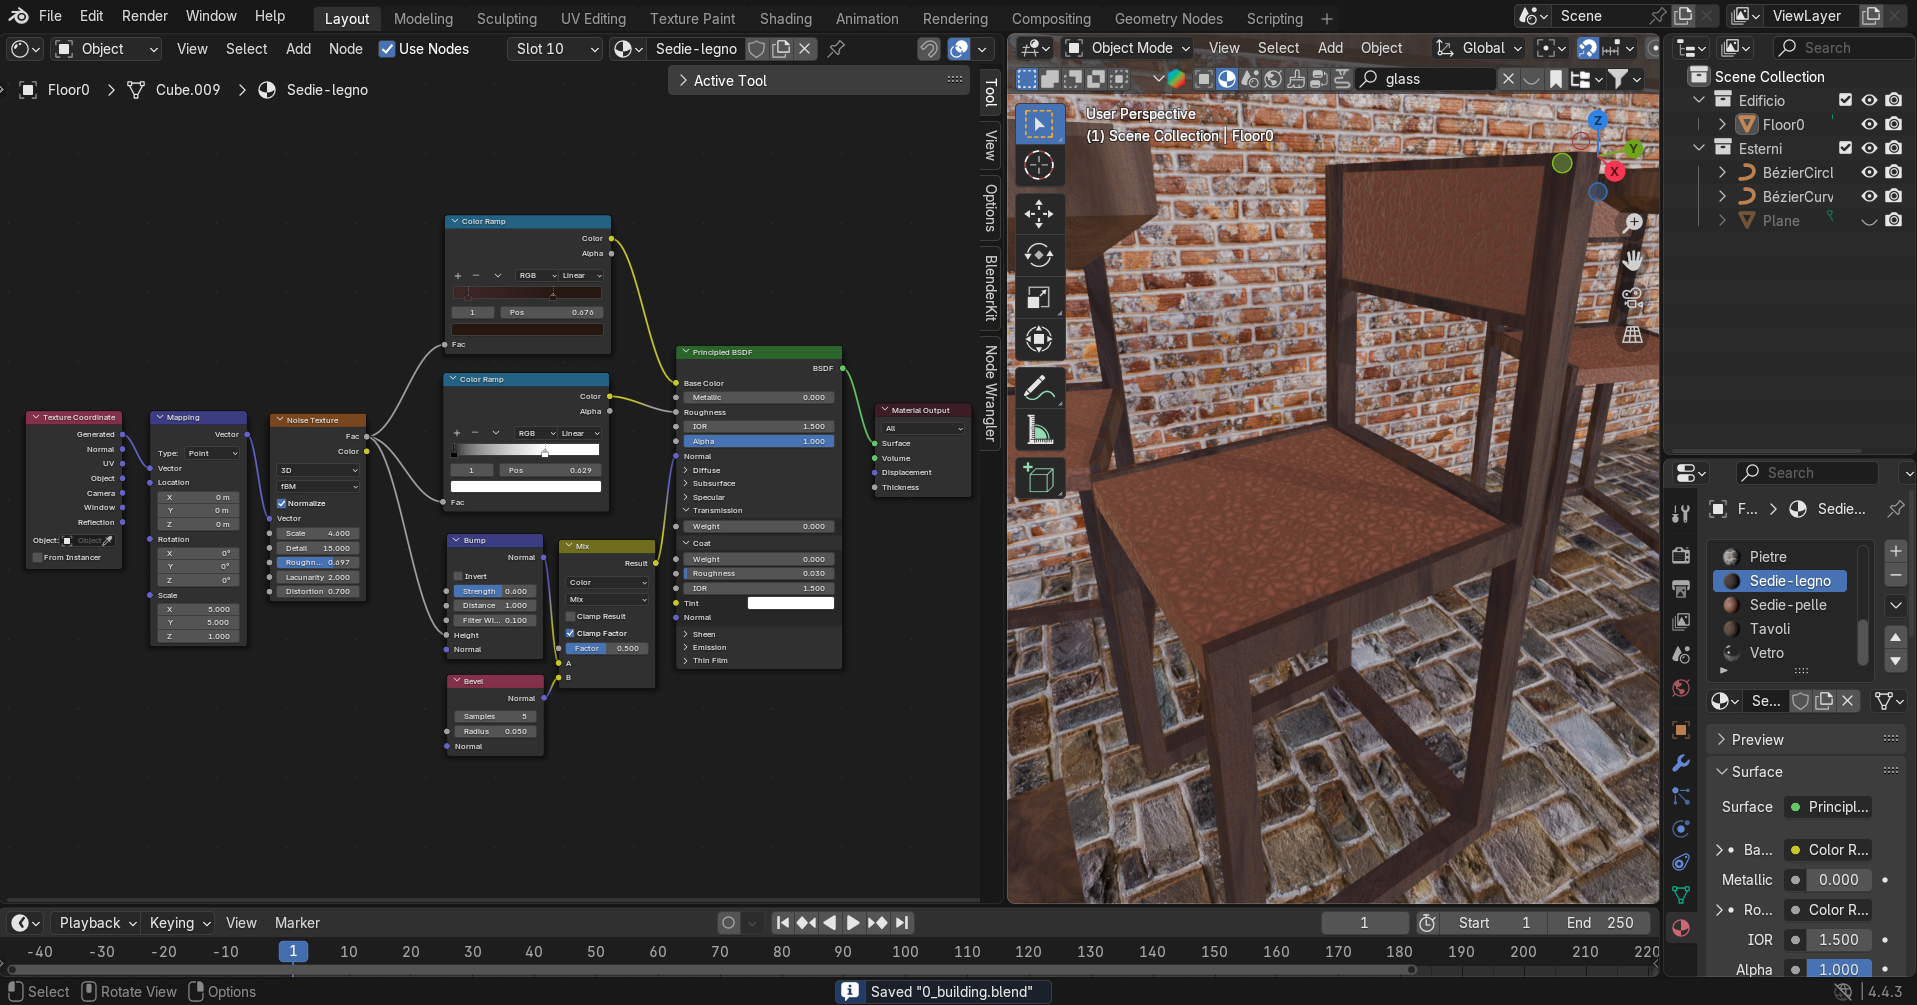 File Edit Render Window Help Layout Modeling Sculpting UV Editing Texture Paint Shading Animation Rendering Compositing Geometry Nodes Scripting + Scene ViewLayer
Object View Select Add Node Use Nodes Slot 10 Sedie-legno
Object Mode View Select Add Object Global
Search
Floor0 > Cube.009 > Sedie-legno
> Active Tool
glass
Tool
View
Options
BlenderKit
Node Wrangler
User Perspective
(1) Scene Collection | Floor0
Z
Y
X
Scene Collection
Edificio
Floor0
Esterni
BézierCircl
BézierCurv
Plane
Color Ramp
Color
Alpha
+ − RGB Linear
1 Pos 0.676
Fac
Color Ramp
Color
Alpha
+ − RGB Linear
1 Pos 0.629
Fac
Texture Coordinate
Generated
Normal
UV
Object
Camera
Window
Reflection
Object: Object
From Instancer
Mapping
Vector
Type: Point
Vector
Location
X 0 m
Y 0 m
Z 0 m
Rotation
X 0°
Y 0°
Z 0°
Scale
X 5.000
Y 5.000
Z 1.000
Noise Texture
Fac
Color
3D
fBM
Normalize
Vector
Scale 4.600
Detail 15.000
Roughn... 0.697
Lacunarity 2.000
Distortion 0.700
Bump
Normal
Invert
Strength 0.600
Distance 1.000
Filter Wi... 0.100
Height
Normal
Bevel
Normal
Samples 5
Radius 0.050
Normal
Mix
Result
Color
Mix
Clamp Result
Clamp Factor
Factor 0.500
A
B
Principled BSDF
BSDF
Base Color
Metallic 0.000
Roughness
IOR 1.500
Alpha 1.000
Normal
Diffuse
Subsurface
Specular
Transmission
Weight 0.000
Coat
Weight 0.000
Roughness 0.030
IOR 1.500
Tint
Normal
Sheen
Emission
Thin Film
Material Output
All
Surface
Volume
Displacement
Thickness
Search
F... > Sedie...
Pietre
Sedie-legno
Sedie-pelle
Tavoli
Vetro
Se...
Preview
Surface
Surface Principl...
Ba... Color R...
Metallic 0.000
Ro... Color R...
IOR 1.500
Alpha 1.000
Playback Keying View Marker
1 Start 1 End 250
-40 -30 -20 -10 1 10 20 30 40 50 60 70 80 90 100 110 120 130 140 150 160 170 180 190 200 210 220
Select Rotate View Options
Saved "0_building.blend"
4.4.3